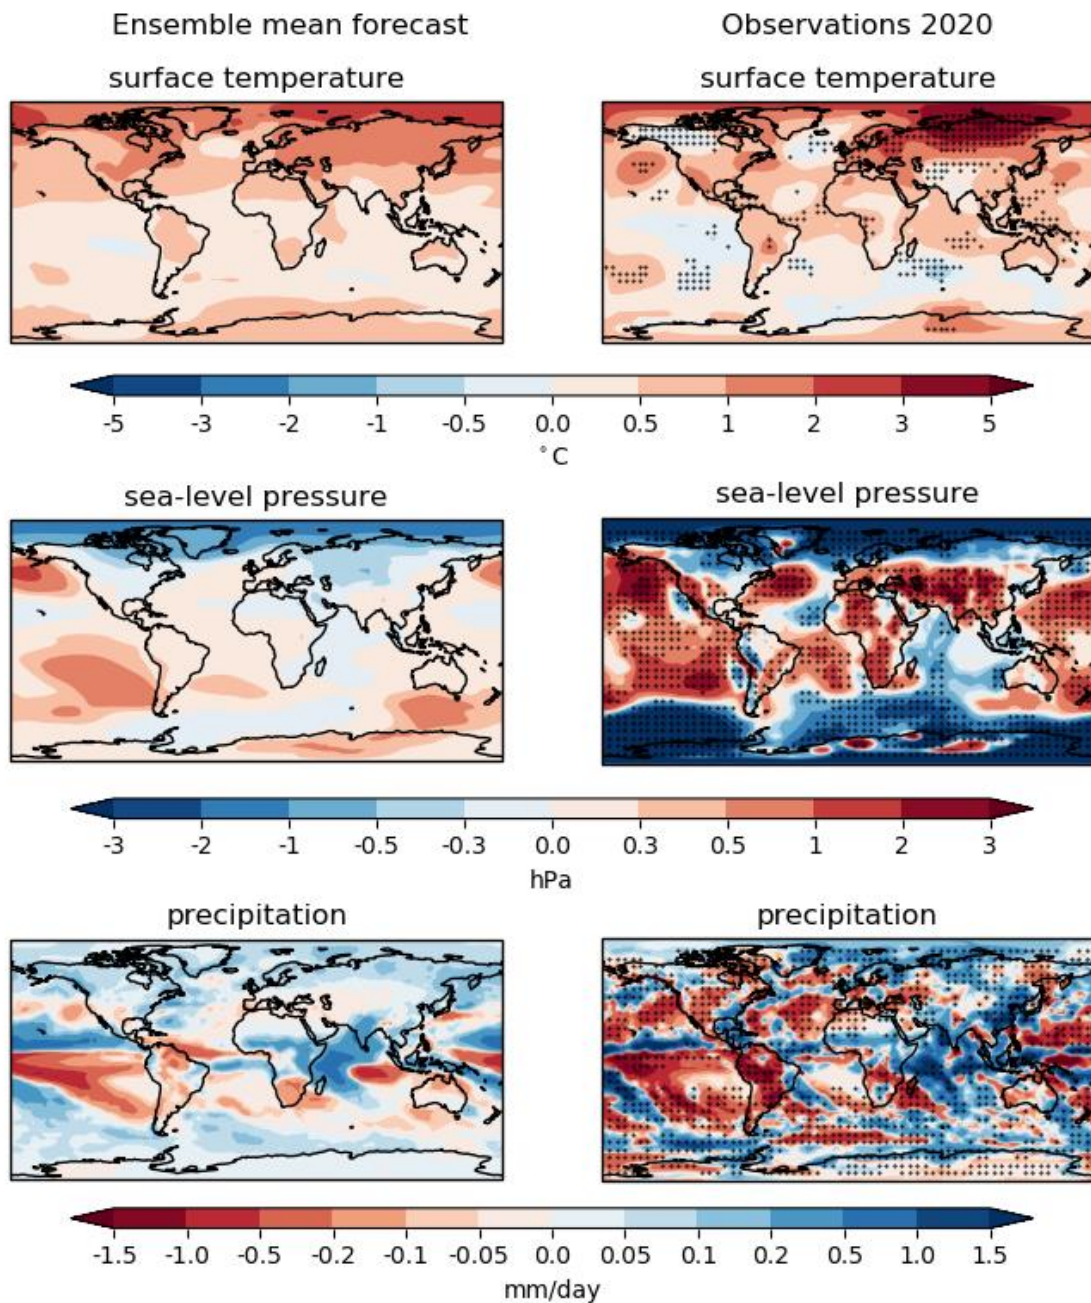 Ensemble mean forecast
Observations 2020
surface temperature
surface temperature
-5 -3 -2 -1 -0.5 0.0 0.5 1 2 3 5
°C
sea-level pressure
sea-level pressure
-3 -2 -1 -0.5 -0.3 0.0 0.3 0.5 1 2 3
hPa
precipitation
precipitation
-1.5 -1.0 -0.5 -0.2 -0.1 -0.05 0.0 0.05 0.1 0.2 0.5 1.0 1.5
mm/day